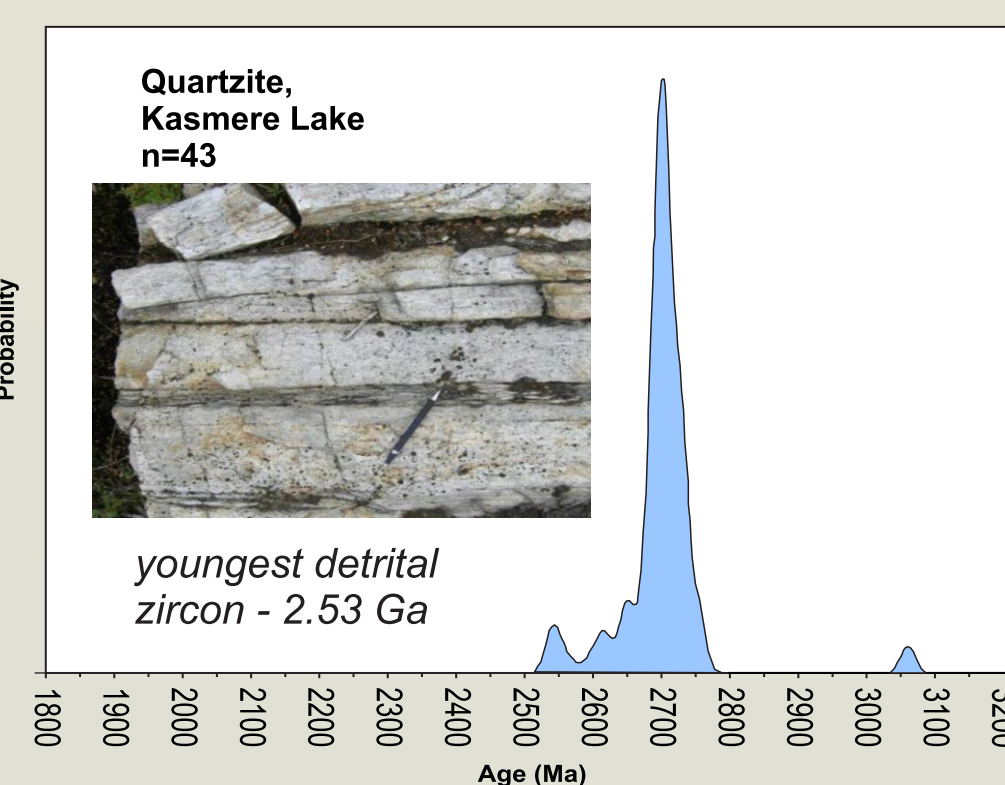 Quartzite,
Kasmere Lake
n=43
Probability
youngest detrital
zircon - 2.53 Ga
1800 1900 2000 2100 2200 2300 2400 2500 2600 2700 2800 2900 3000 3100 3200
Age (Ma)